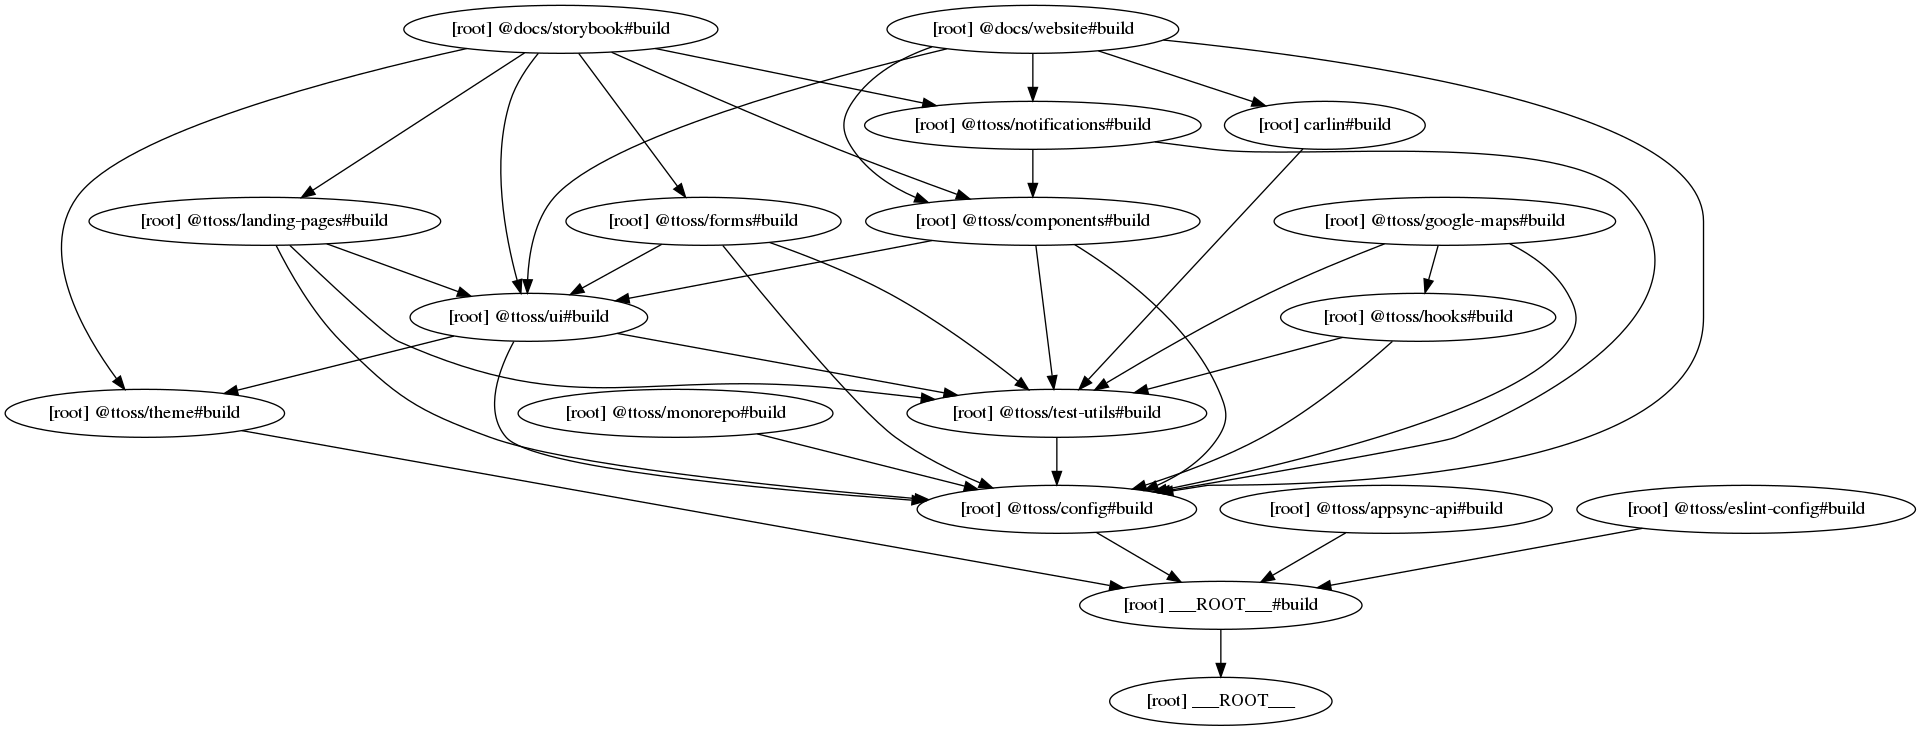 [root] @docs/storybook#build
[root] @docs/website#build
[root] @ttoss/notifications#build
[root] carlin#build
[root] @ttoss/landing-pages#build
[root] @ttoss/forms#build
[root] @ttoss/components#build
[root] @ttoss/google-maps#build
[root] @ttoss/ui#build
[root] @ttoss/hooks#build
[root] @ttoss/theme#build
[root] @ttoss/monorepo#build
[root] @ttoss/test-utils#build
[root] @ttoss/config#build
[root] @ttoss/appsync-api#build
[root] @ttoss/eslint-config#build
[root] ___ROOT___#build
[root] ___ROOT___